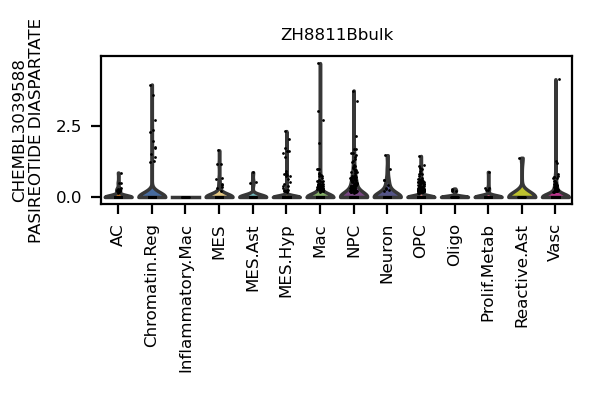 ZH8811Bbulk
CHEMBL3039588
PASIREOTIDE DIASPARTATE
2.5
0.0
AC
Chromatin.Reg
Inflammatory.Mac
MES
MES.Ast
MES.Hyp
Mac
NPC
Neuron
OPC
Oligo
Prolif.Metab
Reactive.Ast
Vasc